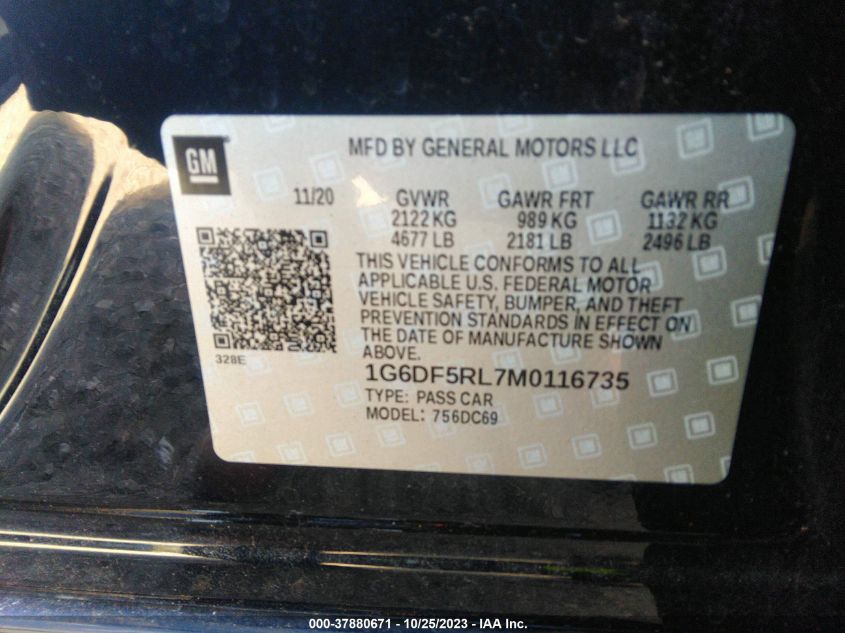 GM
MFD BY GENERAL MOTORS LLC
11/20 GVWR GAWR FRT GAWR RR
2122 KG 989 KG 1132 KG
4677 LB 2181 LB 2496 LB
THIS VEHICLE CONFORMS TO ALL
APPLICABLE U.S. FEDERAL MOTOR
VEHICLE SAFETY, BUMPER, AND THEFT
PREVENTION STANDARDS IN EFFECT ON
THE DATE OF MANUFACTURE SHOWN
ABOVE.
328E
1G6DF5RL7M0116735
TYPE: PASS CAR
MODEL: 756DC69
000-37880671 - 10/25/2023 - IAA Inc.